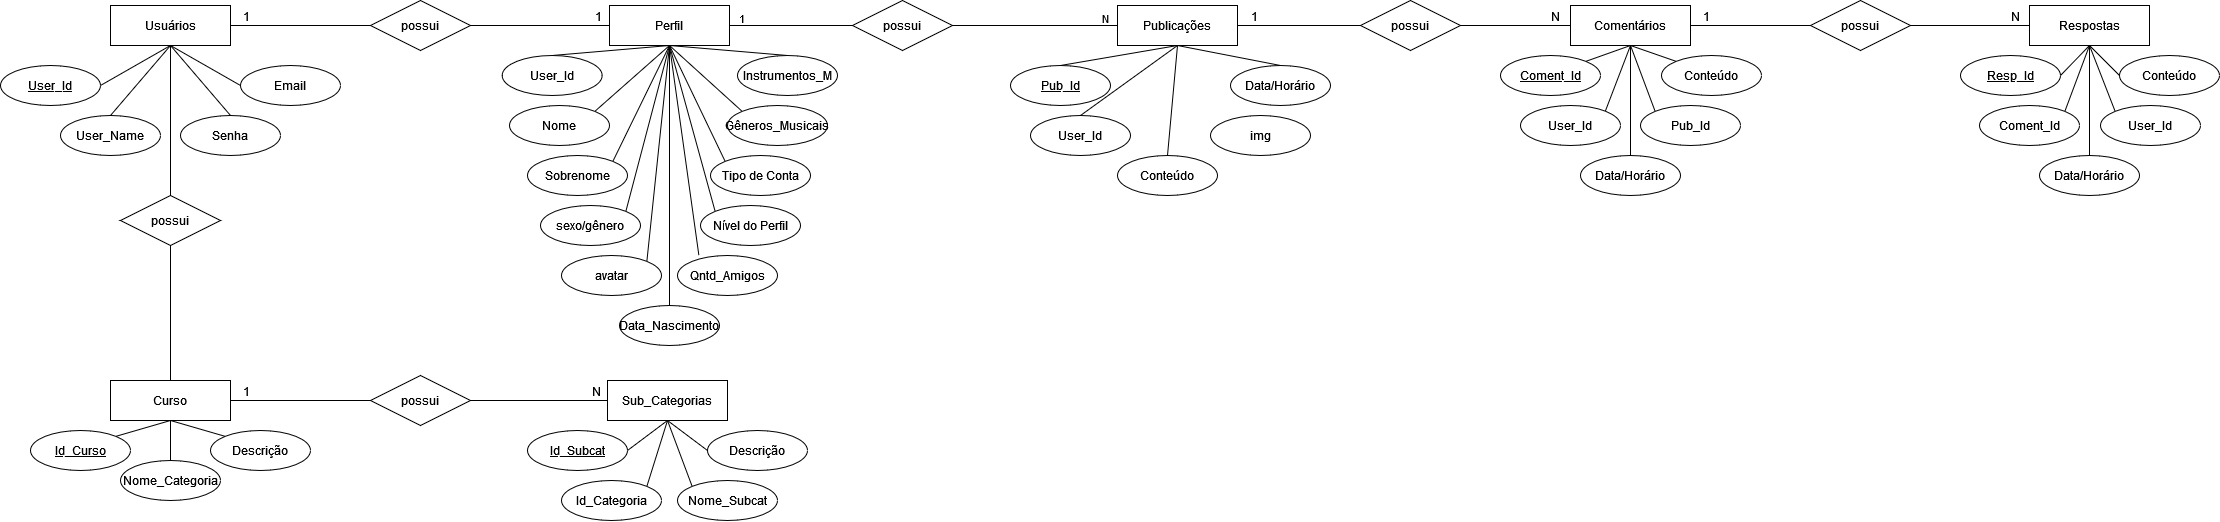 Usuários
1
possui
1
Perfil
1
possui
N
Publicações
1
possui
N
Comentários
1
possui
N
Respostas
User_Id
Email
User_Name
Senha
User_Id
Instrumentos_M
Nome
Gêneros_Musicais
Sobrenome
Tipo de Conta
sexo/gênero
Nível do Perfil
avatar
Qntd_Amigos
Data_Nascimento
Pub_Id
Data/Horário
User_Id
img
Conteúdo
Coment_Id
Conteúdo
User_Id
Pub_Id
Data/Horário
Resp_Id
Conteúdo
Coment_Id
User_Id
Data/Horário
possui
Curso
1
possui
N
Sub_Categorias
Id_Curso
Descrição
Nome_Categoria
Id_Subcat
Descrição
Id_Categoria
Nome_Subcat